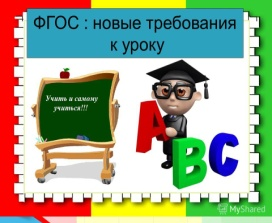 ФГОС : новые требования
к уроку
Учить и самому
учиться!!!
A
B
C
MyShared